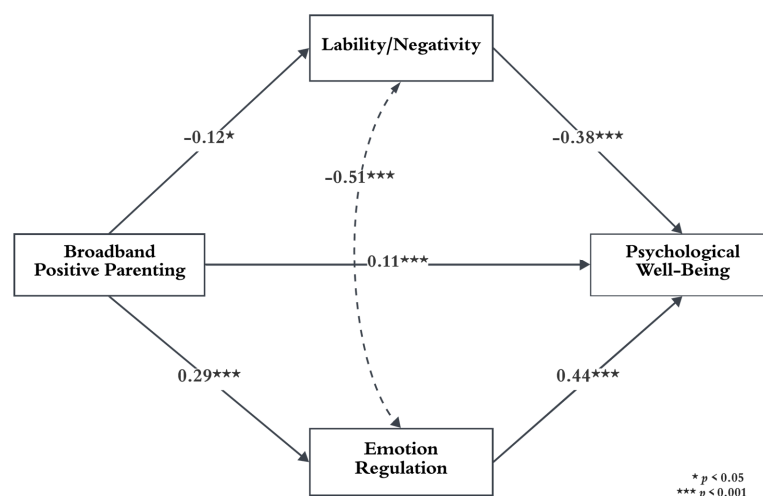 Lability/Negativity
-0.12★
-0.38★★★
-0.51★★★
Broadband
Positive Parenting
0.11★★★
Psychological
Well-Being
0.29★★★
0.44★★★
Emotion
Regulation
★ p < 0.05
★★★ p < 0.001